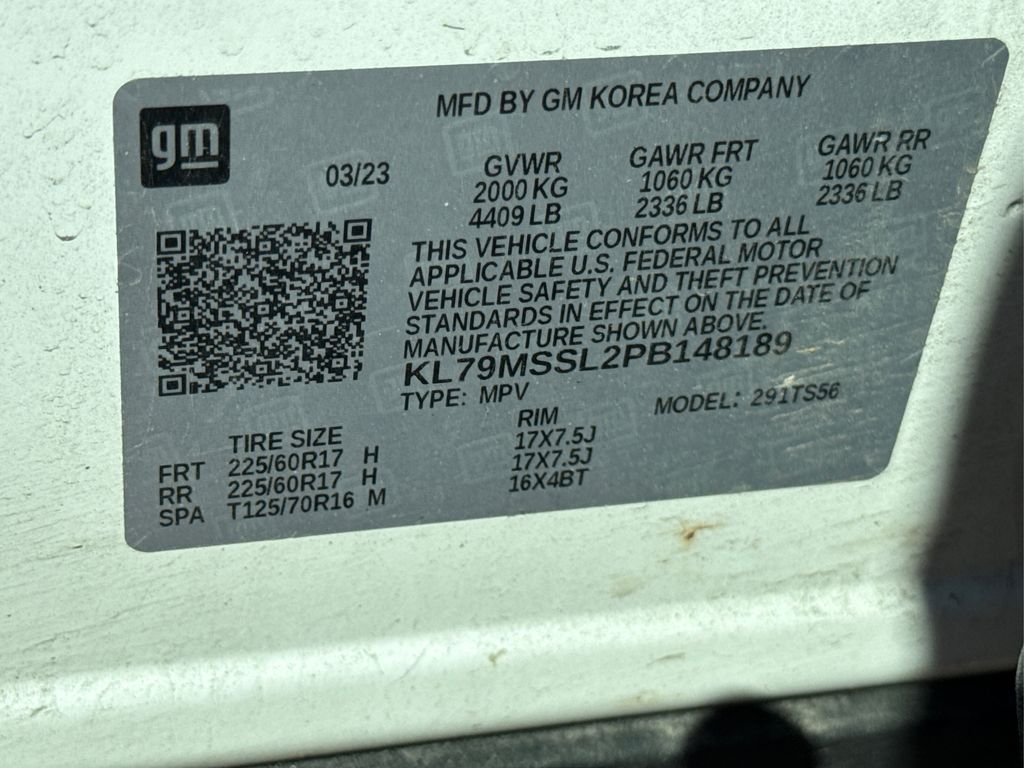 MFD BY GM KOREA COMPANY
gm
03/23
GVWR GAWR FRT GAWR RR
2000 KG 1060 KG 1060 KG
4409 LB 2336 LB 2336 LB
THIS VEHICLE CONFORMS TO ALL
APPLICABLE U.S. FEDERAL MOTOR
VEHICLE SAFETY AND THEFT PREVENTION
STANDARDS IN EFFECT ON THE DATE OF
MANUFACTURE SHOWN ABOVE.
KL79MSSL2PB148189
TYPE: MPV MODEL: 291TS56
TIRE SIZE RIM
FRT 225/60R17 H 17X7.5J
RR 225/60R17 H 17X7.5J
SPA T125/70R16 M 16X4BT